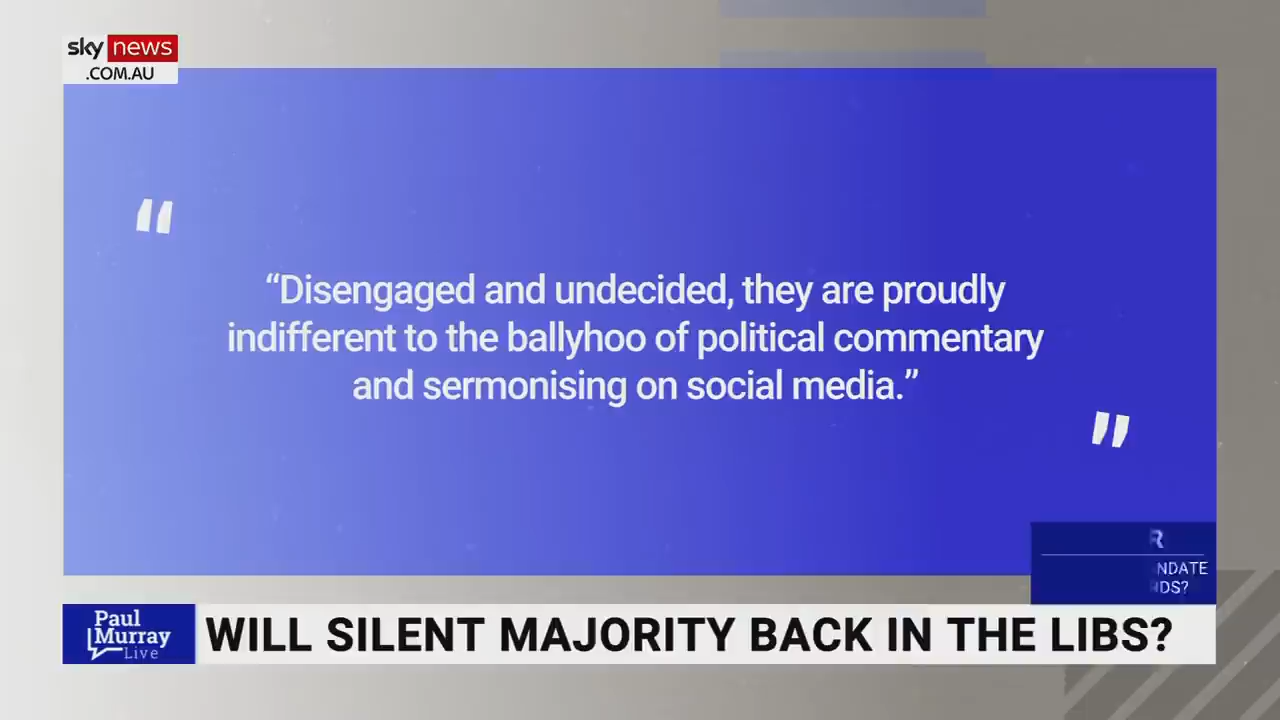 sky news
.COM.AU
“
“Disengaged and undecided, they are proudly
indifferent to the ballyhoo of political commentary
and sermonising on social media.”
”
Paul
Murray
Live
WILL SILENT MAJORITY BACK IN THE LIBS?